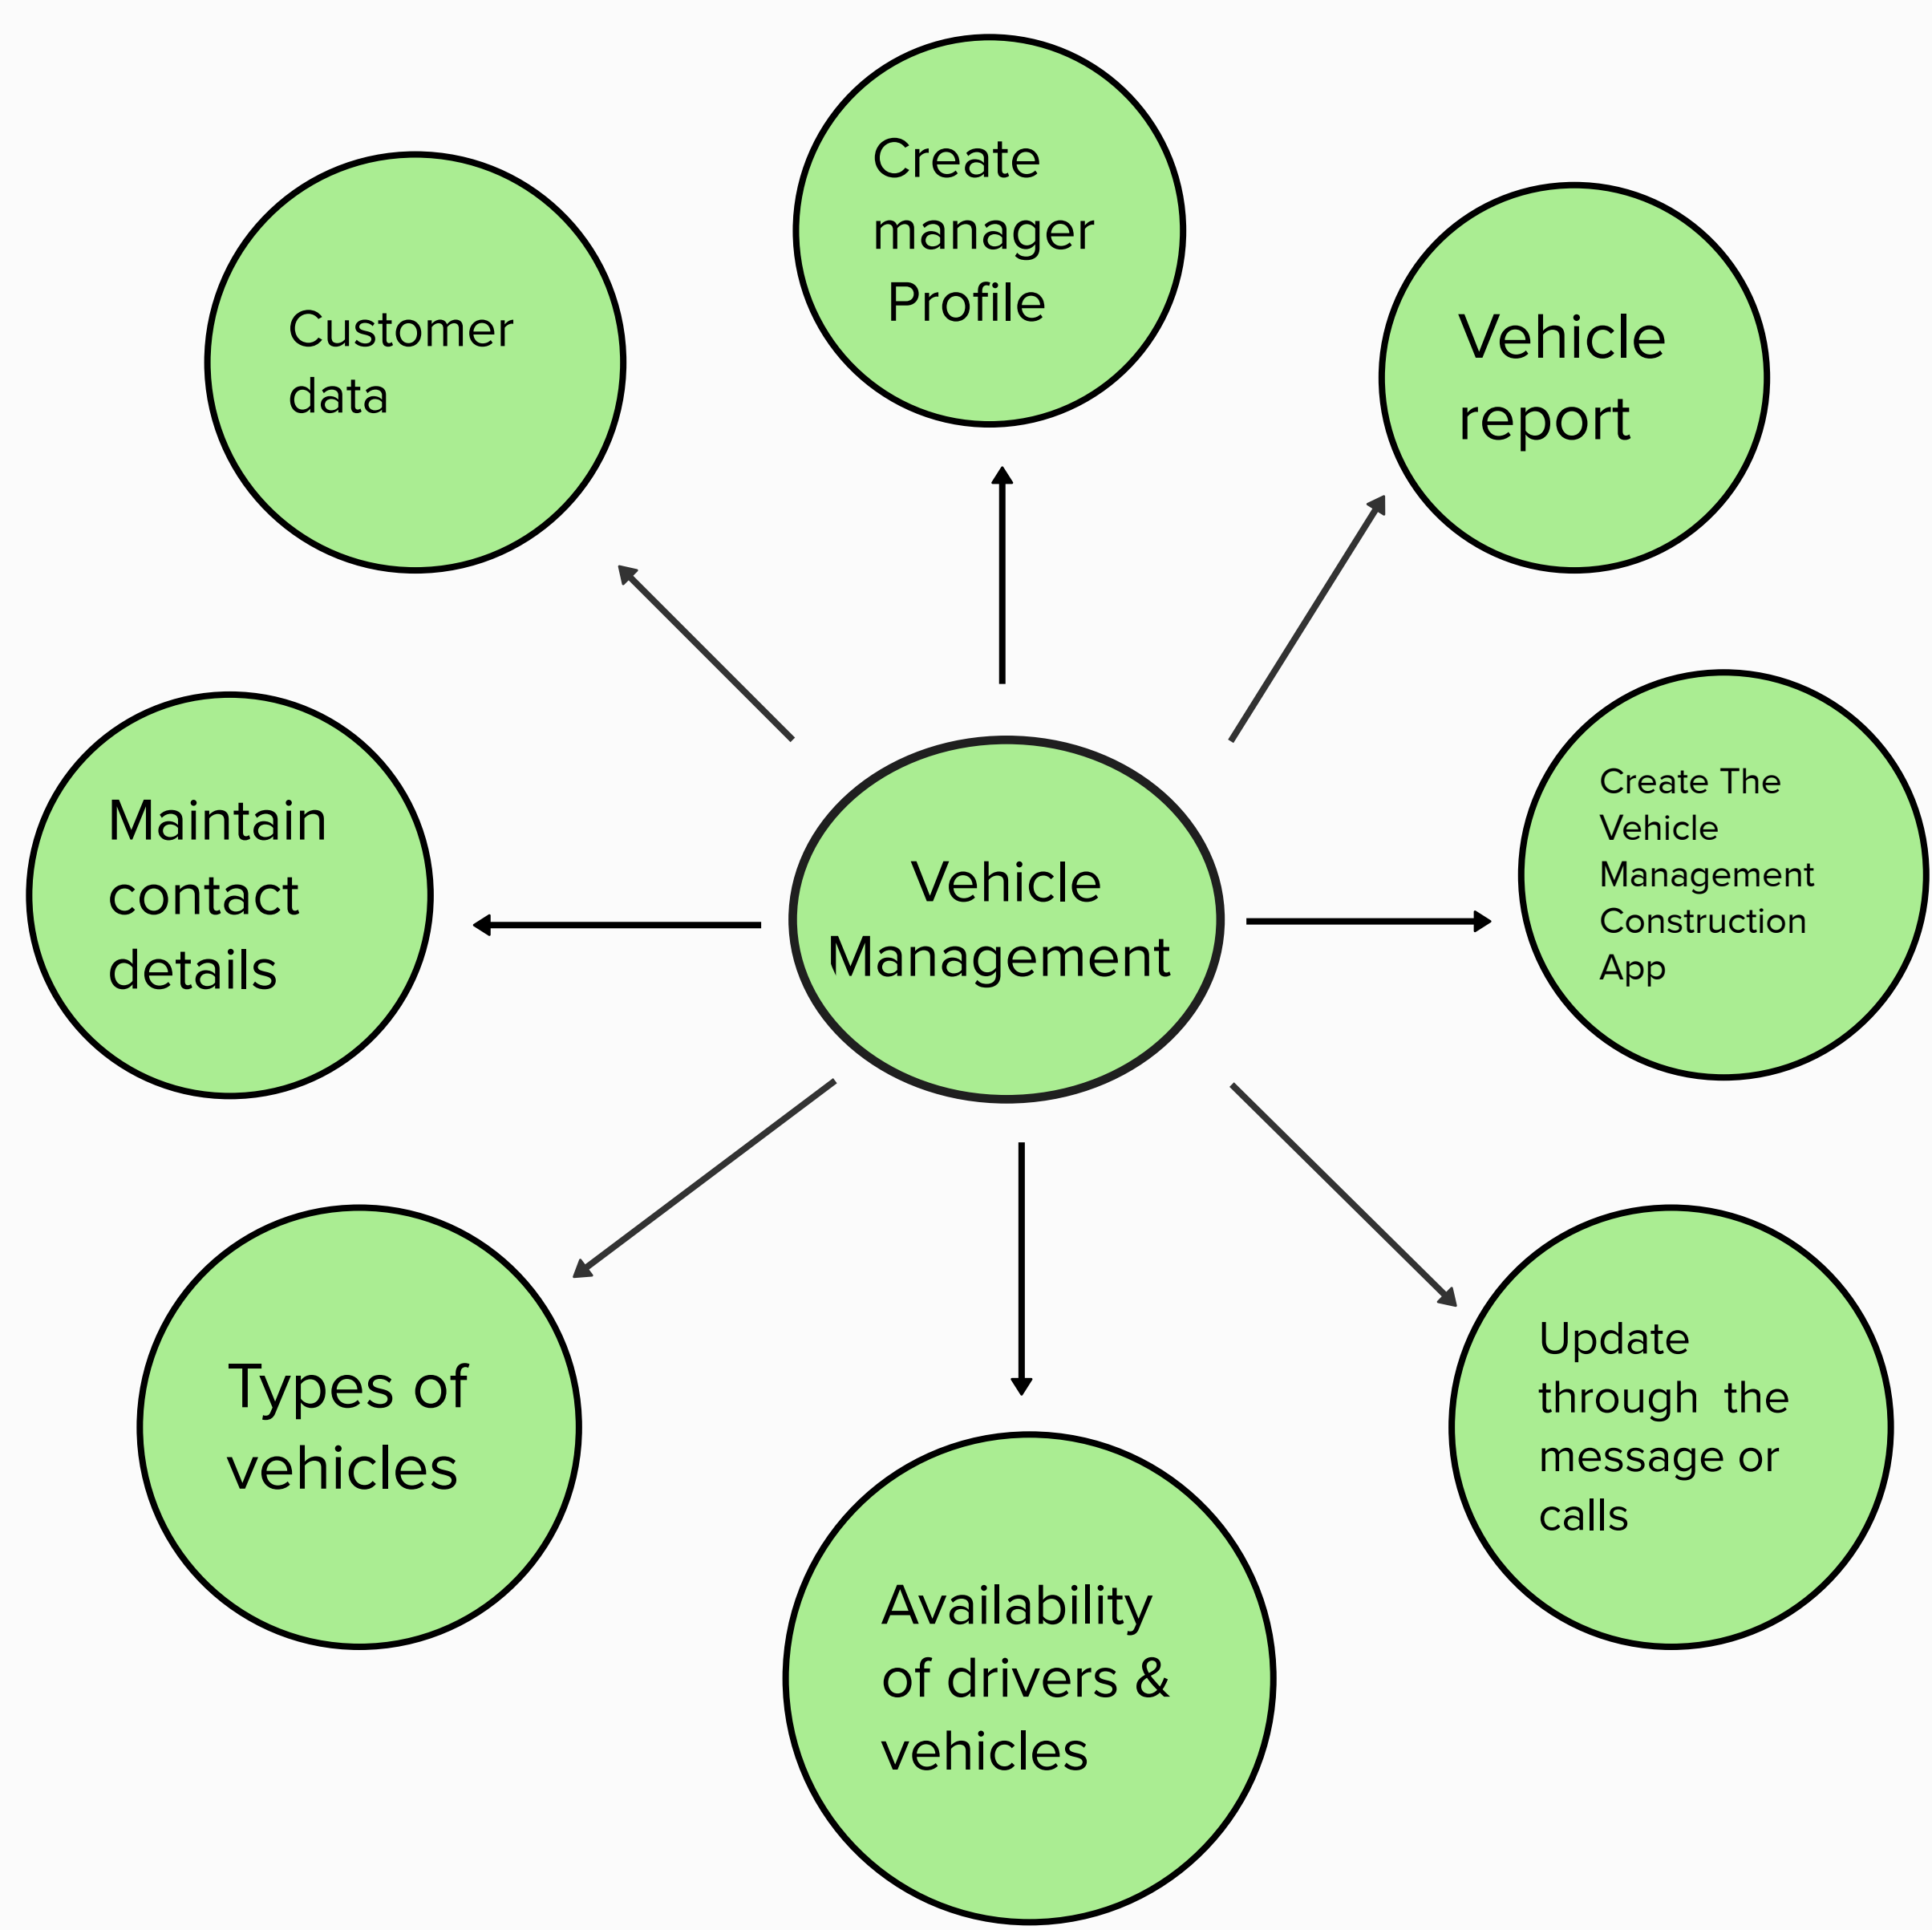 Create
manager
Profile
Customer
data
Vehicle
report
Create The
Vehicle
Management
Construction
App
Maintain
contact
details
Vehicle
Management
Update
through  the
message or
calls
Types of
vehicles
Availability
of drivers &
vehicles